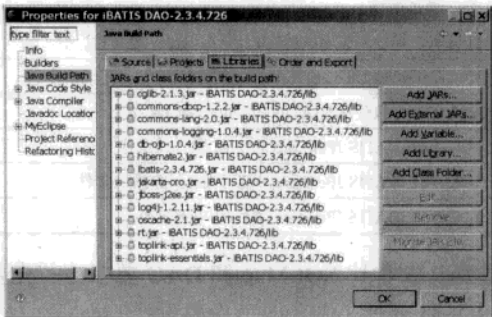 Properties for iBATIS DAO-2.3.4.726
type filter text
Java Build Path
Info
Builders
Java Build Path
Java Code Style
Java Compiler
Javadoc Location
MyEclipse
Project Referenc
Refactoring Histo
Source
Projects
Libraries
Order and Export
JARs and class folders on the build path:
cglib-2.1.3.jar - iBATIS DAO-2.3.4.726/lib
commons-dbcp-1.2.2.jar - iBATIS DAO-2.3.4.726/lib
commons-lang-2.0.jar - iBATIS DAO-2.3.4.726/lib
commons-logging-1.0.4.jar - iBATIS DAO-2.3.4.726/lib
db-ojb-1.0.4.jar - iBATIS DAO-2.3.4.726/lib
hibernate2.jar - iBATIS DAO-2.3.4.726/lib
ibatis-2.3.4.726.jar - iBATIS DAO-2.3.4.726/lib
jakarta-oro.jar - iBATIS DAO-2.3.4.726/lib
jboss-j2ee.jar - iBATIS DAO-2.3.4.726/lib
log4j-1.2.11.jar - iBATIS DAO-2.3.4.726/lib
oscache-2.1.jar - iBATIS DAO-2.3.4.726/lib
rt.jar - iBATIS DAO-2.3.4.726/lib
toplink-api.jar - iBATIS DAO-2.3.4.726/lib
toplink-essentials.jar - iBATIS DAO-2.3.4.726/lib
Add JARs...
Add External JARs...
Add Variable...
Add Library...
Add Class Folder...
Edit...
Remove
Migrate JAR File...
OK
Cancel